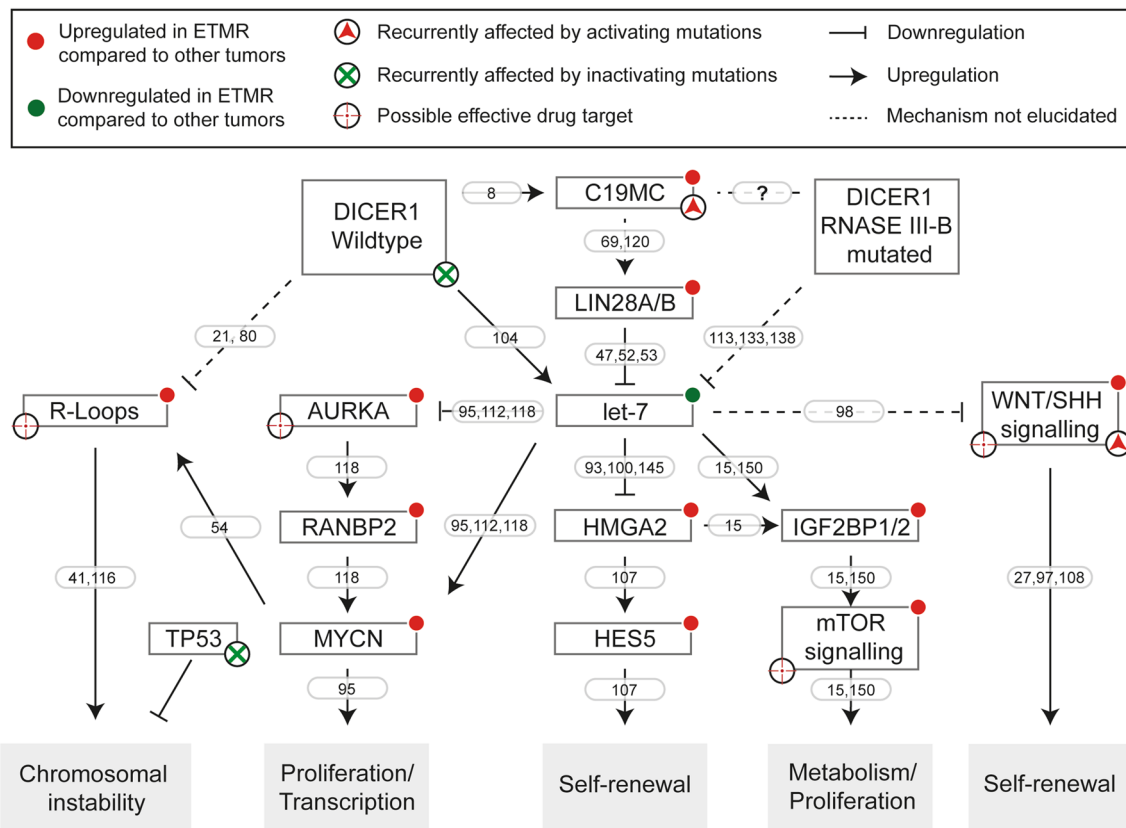 Upregulated in ETMR
compared to other tumors
Downregulated in ETMR
compared to other tumors
Recurrently affected by activating mutations
Recurrently affected by inactivating mutations
Possible effective drug target
Downregulation
Upregulation
Mechanism not elucidated
DICER1
Wildtype
8
C19MC
?
DICER1
RNASE III-B
mutated
69,120
LIN28A/B
21, 80
104
47,52,53
113,133,138
R-Loops
AURKA
95,112,118
let-7
98
WNT/SHH
signalling
118
93,100,145
15,150
54
RANBP2
95,112,118
HMGA2
15
IGF2BP1/2
41,116
118
107
15,150
27,97,108
TP53
MYCN
HES5
mTOR
signalling
95
107
15,150
Chromosomal
instability
Proliferation/
Transcription
Self-renewal
Metabolism/
Proliferation
Self-renewal